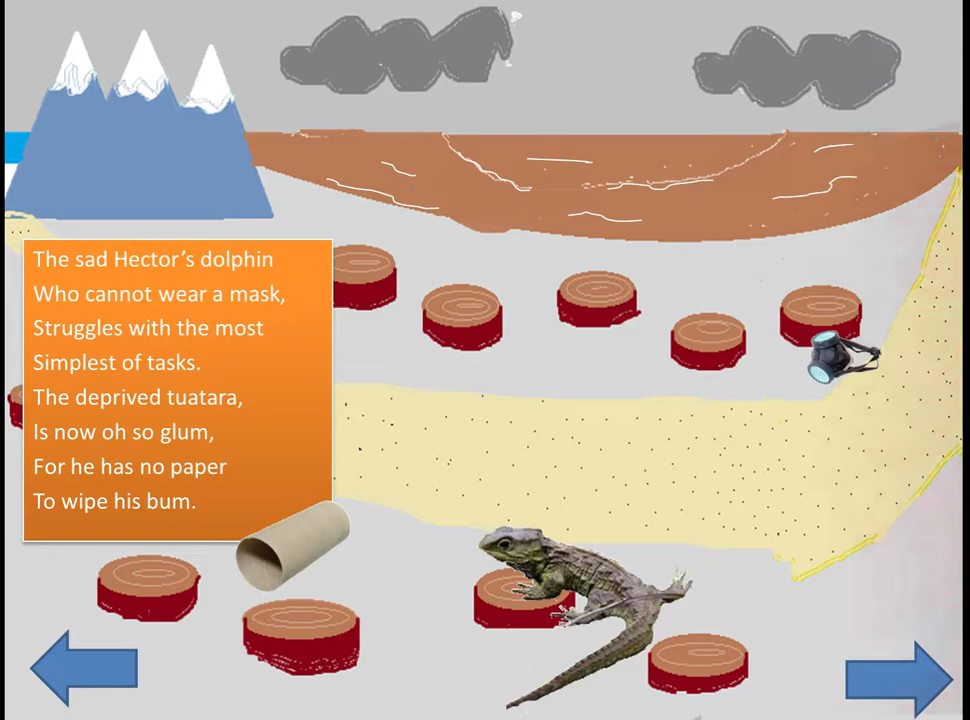 The sad Hector’s dolphin
Who cannot wear a mask,
Struggles with the most
Simplest of tasks.
The deprived tuatara,
Is now oh so glum,
For he has no paper
To wipe his bum.